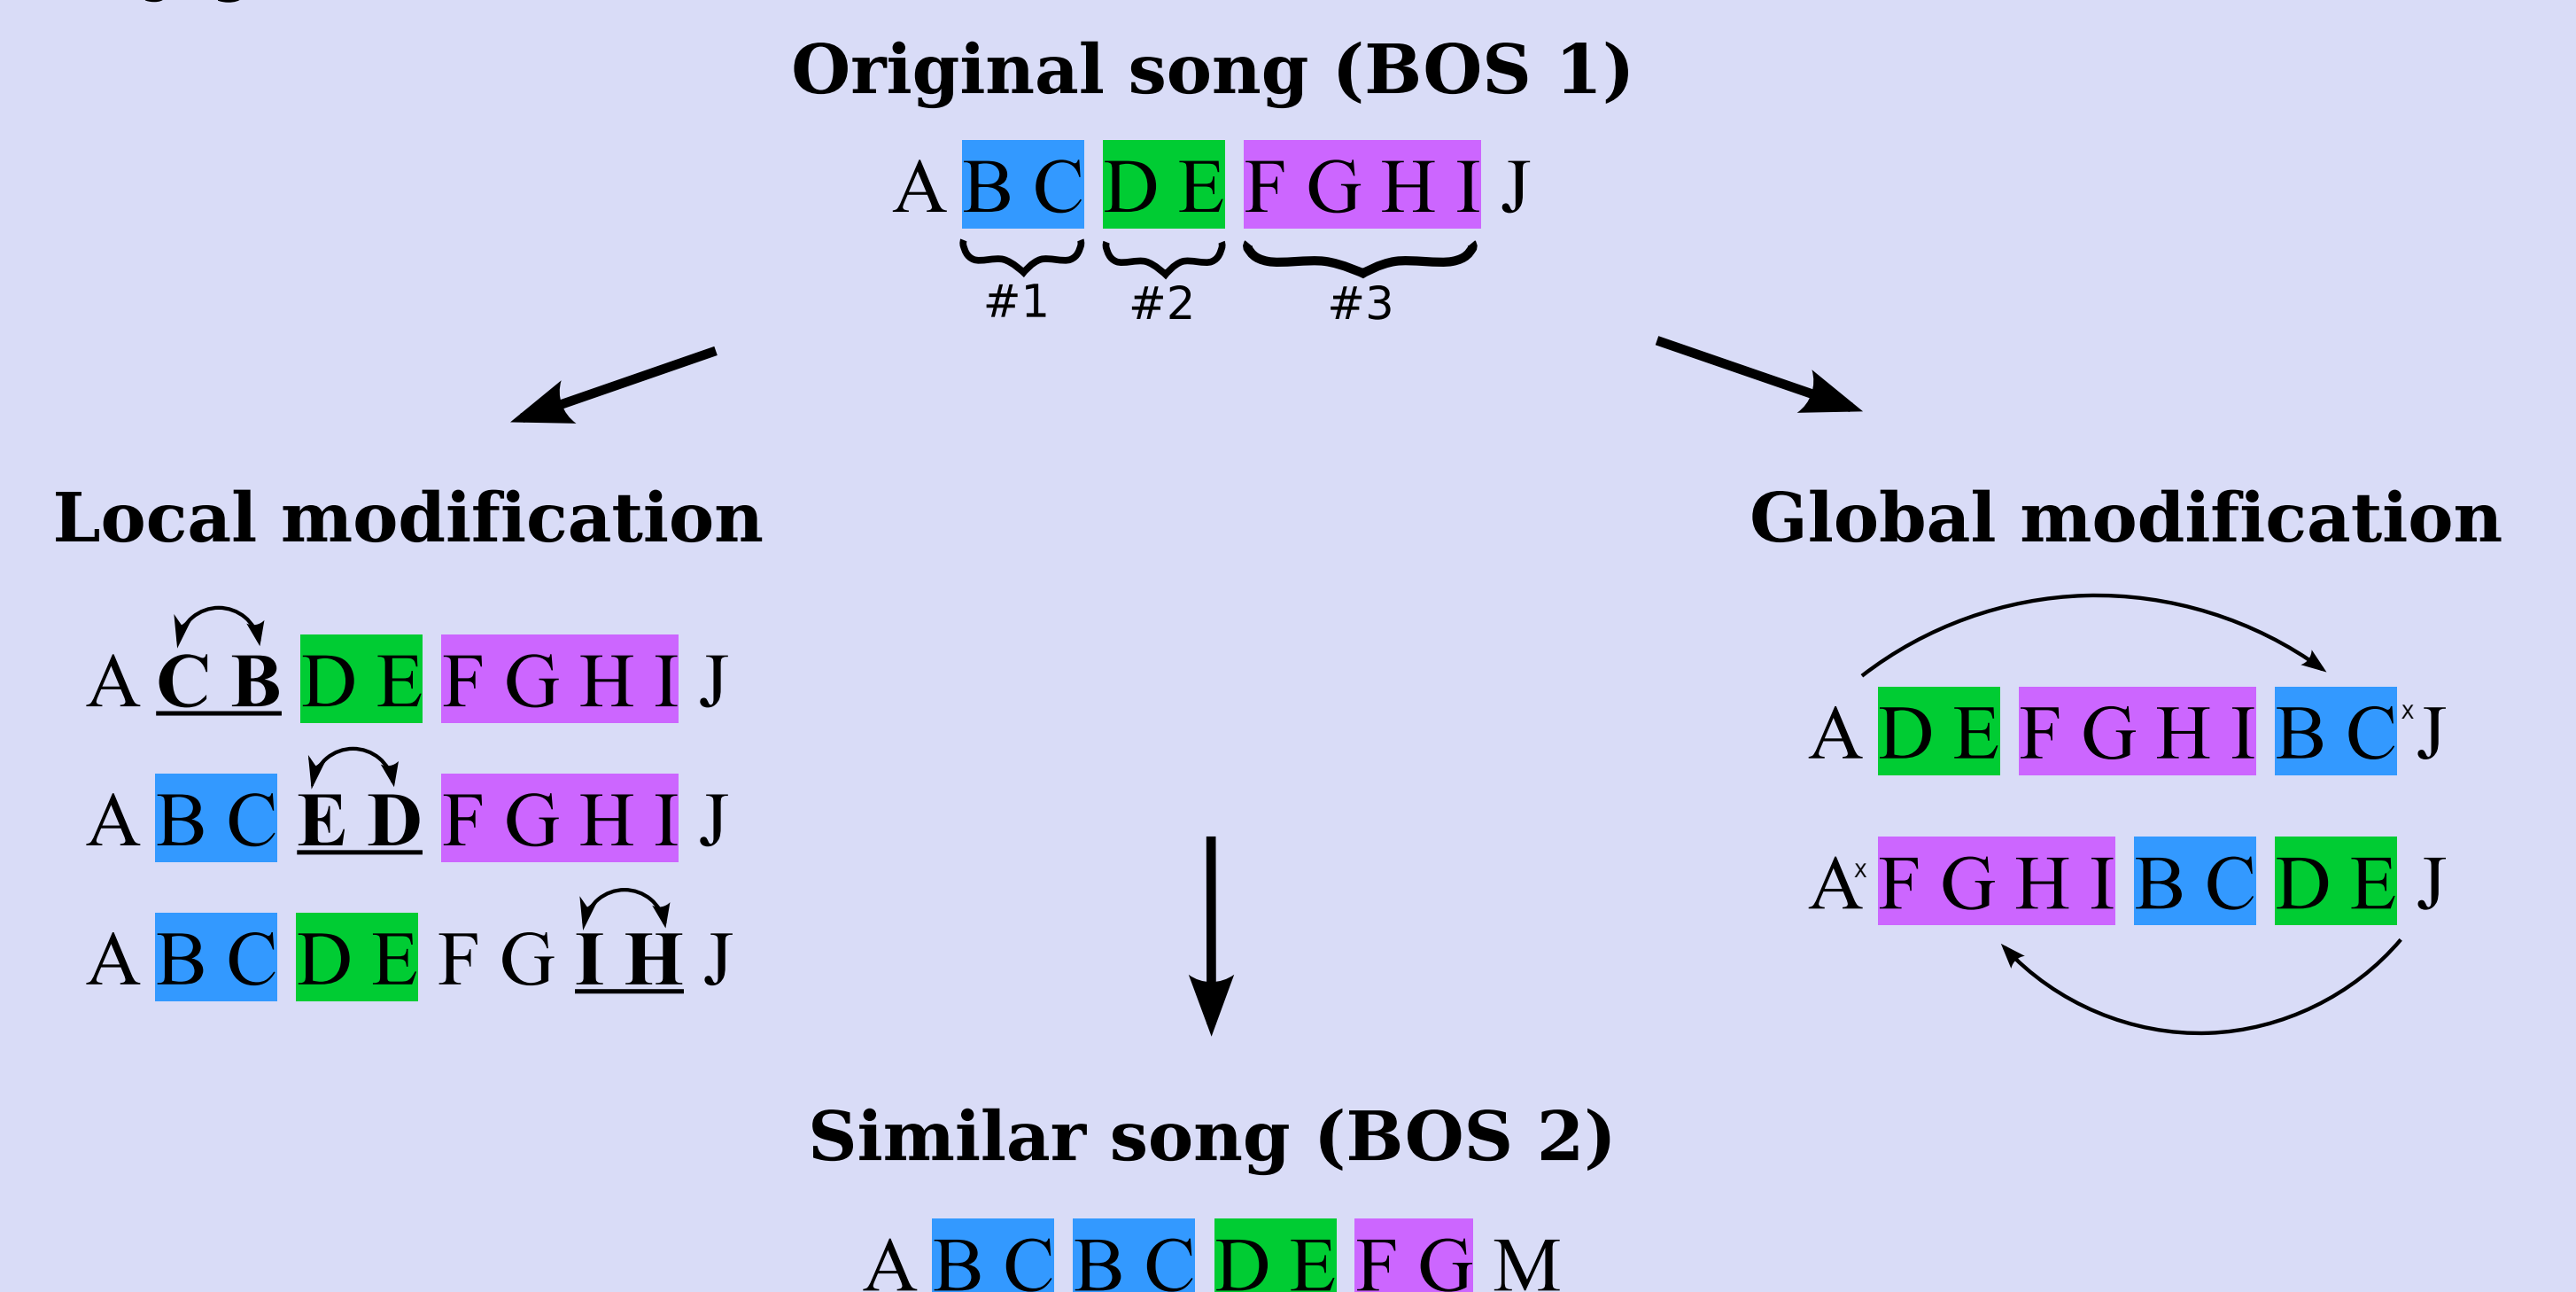 Original song (BOS 1)
A B C D E F G H I J
#1 #2 #3
Local modification
A C B D E F G H I J
A B C E D F G H I J
A B C D E F G I H J
Global modification
A D E F G H I B C x J
A x F G H I B C D E J
Similar song (BOS 2)
A B C B C D E F G M